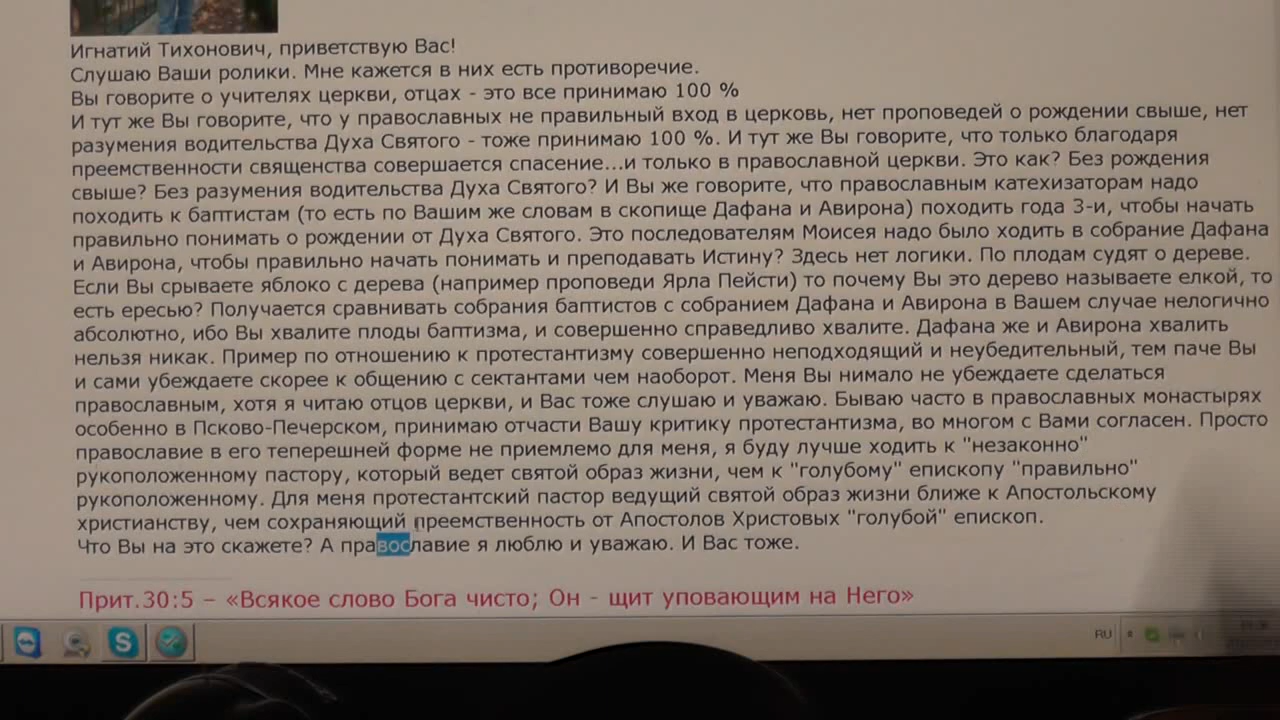 Игнатий Тихонович, приветствую Вас!
Слушаю Ваши ролики. Мне кажется в них есть противоречие.
Вы говорите о учителях церкви, отцах - это все принимаю 100 %
И тут же Вы говорите, что у православных не правильный вход в церковь, нет проповедей о рождении свыше, нет
разумения водительства Духа Святого - тоже принимаю 100 %. И тут же Вы говорите, что только благодаря
преемственности священства совершается спасение...и только в православной церкви. Это как? Без рождения
свыше? Без разумения водительства Духа Святого? И Вы же говорите, что православным катехизаторам надо
походить к баптистам (то есть по Вашим же словам в скопище Дафана и Авирона) походить года 3-и, чтобы начать
правильно понимать о рождении от Духа Святого. Это последователям Моисея надо было ходить в собрание Дафана
и Авирона, чтобы правильно начать понимать и преподавать Истину? Здесь нет логики. По плодам судят о дереве.
Если Вы срываете яблоко с дерева (например проповеди Ярла Пейсти) то почему Вы это дерево называете елкой, то
есть ересью? Получается сравнивать собрания баптистов с собранием Дафана и Авирона в Вашем случае нелогично
абсолютно, ибо Вы хвалите плоды баптизма, и совершенно справедливо хвалите. Дафана же и Авирона хвалить
нельзя никак. Пример по отношению к протестантизму совершенно неподходящий и неубедительный, тем паче Вы
и сами убеждаете скорее к общению с сектантами чем наоборот. Меня Вы нимало не убеждаете сделаться
православным, хотя я читаю отцов церкви, и Вас тоже слушаю и уважаю. Бываю часто в православных монастырях
особенно в Псково-Печерском, принимаю отчасти Вашу критику протестантизма, во многом с Вами согласен. Просто
православие в его теперешней форме не приемлемо для меня, я буду лучше ходить к "незаконно"
рукоположенному пастору, который ведет святой образ жизни, чем к "голубому" епископу "правильно"
рукоположенному. Для меня протестантский пастор ведущий святой образ жизни ближе к Апостольскому
христианству, чем сохраняющий преемственность от Апостолов Христовых "голубой" епископ.
Что Вы на это скажете? А православие я люблю и уважаю. И Вас тоже.
Прит.30:5 – «Всякое слово Бога чисто; Он - щит уповающим на Него»
RU